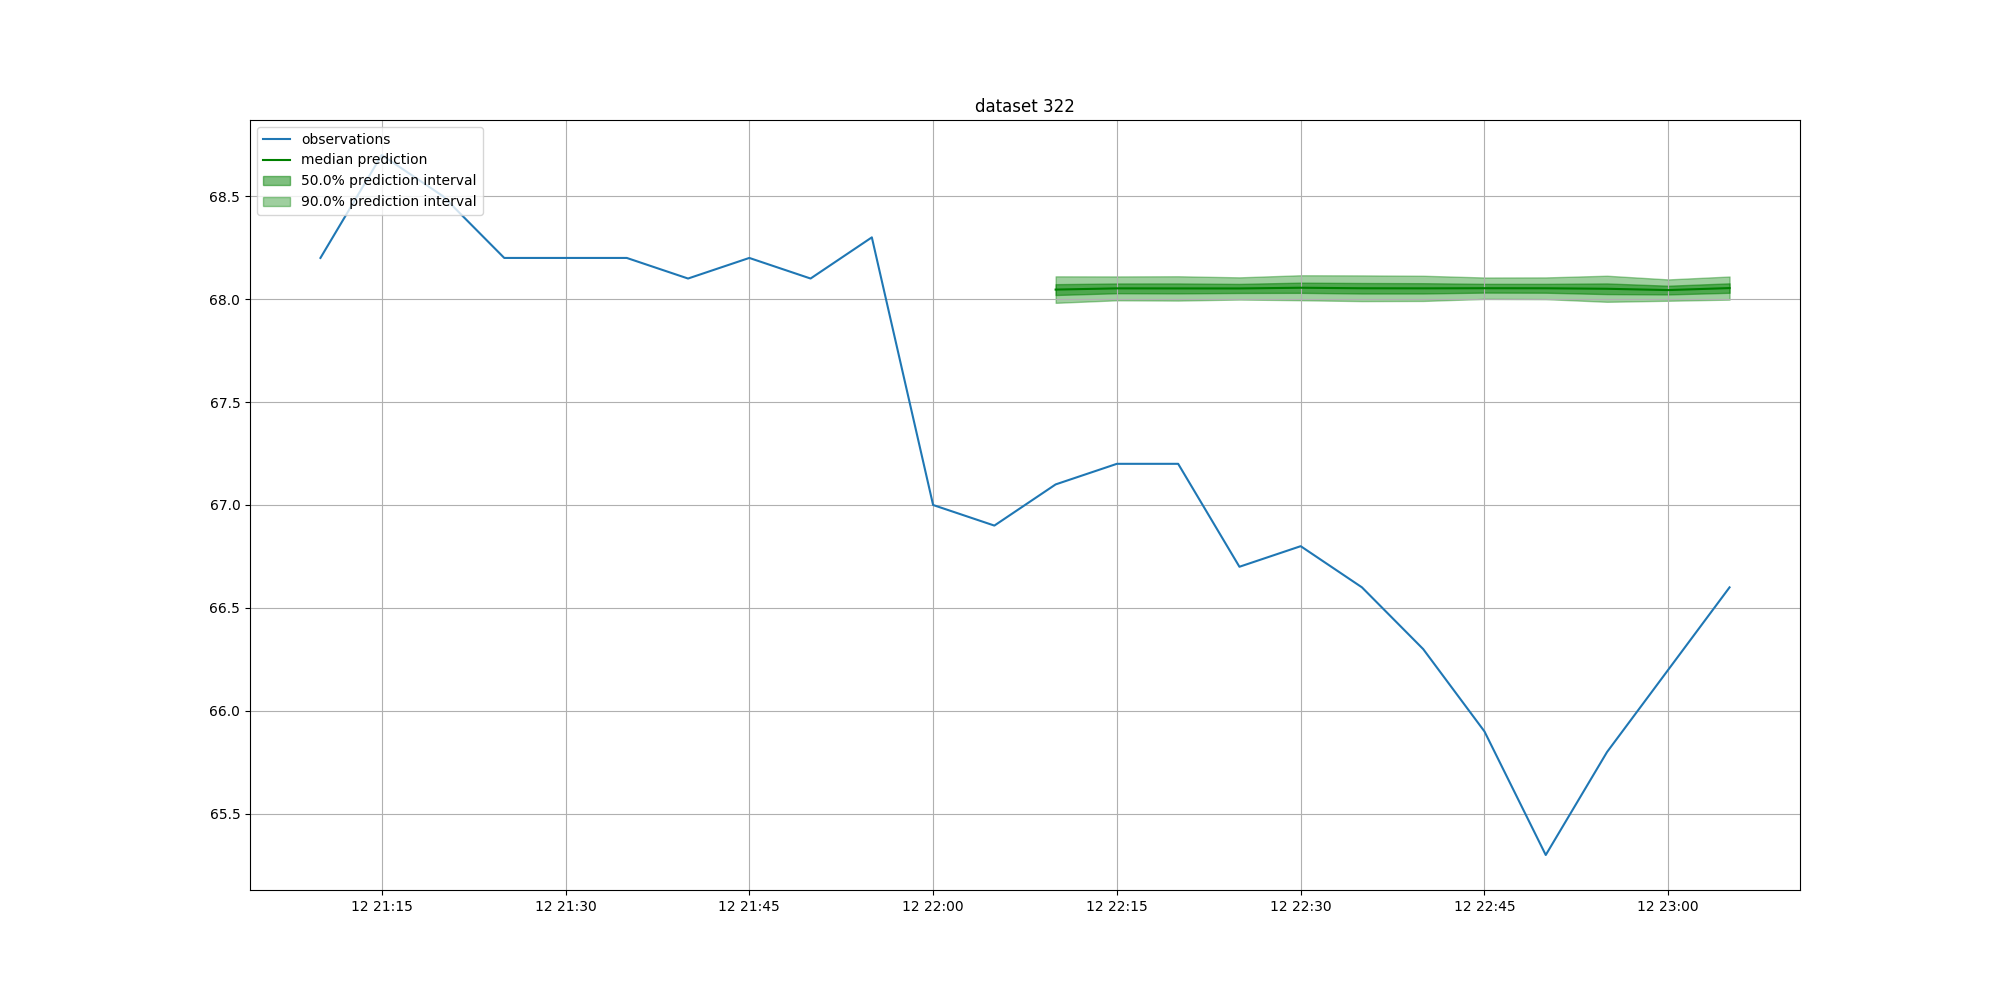 dataset 322
observations
median prediction
50.0% prediction interval
90.0% prediction interval
68.5
68.0
67.5
67.0
66.5
66.0
65.5
12 21:15 12 21:30 12 21:45 12 22:00 12 22:15 12 22:30 12 22:45 12 23:00